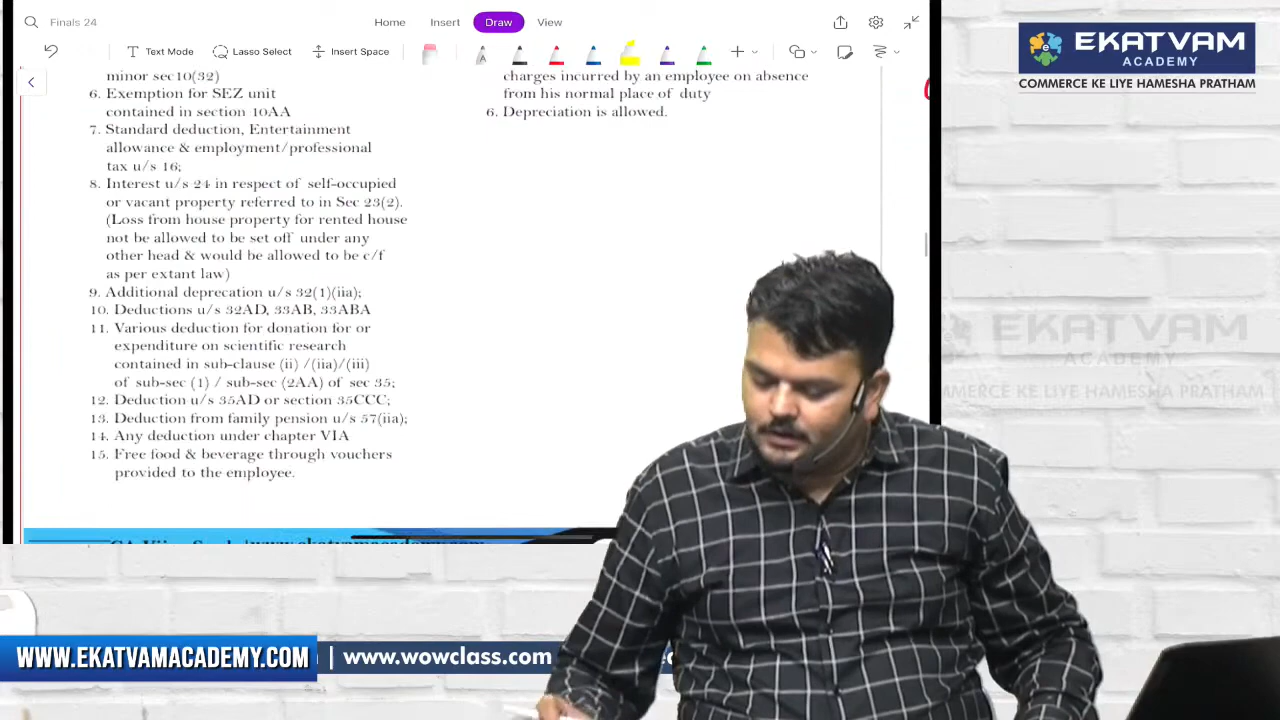 Finals 24
Home
Insert
Draw
View
Text Mode
Lasso Select
Insert Space
minor sec10(32)
6. Exemption for SEZ unit
contained in section 10AA
7. Standard deduction, Entertainment
allowance & employment/professional
tax u/s 16;
8. Interest u/s 24 in respect of self-occupied
or vacant property referred to in Sec 23(2).
(Loss from house property for rented house
not be allowed to be set off under any
other head & would be allowed to be c/f
as per extant law)
9. Additional deprecation u/s 32(1)(iia);
10. Deductions u/s 32AD, 33AB, 33ABA
11. Various deduction for donation for or
expenditure on scientific research
contained in sub-clause (ii) /(iia)/(iii)
of sub-sec (1) / sub-sec (2AA) of sec 35;
12. Deduction u/s 35AD or section 35CCC;
13. Deduction from family pension u/s 57(iia);
14. Any deduction under chapter VIA
15. Free food & beverage through vouchers
provided to the employee.
charges incurred by an employee on absence
from his normal place of duty
6. Depreciation is allowed.
EKATVAM
ACADEMY
COMMERCE KE LIYE HAMESHA PRATHAM
EKATVAM
ACADEMY
MMERCE KE LIYE HAMESHA PRATHAM
WWW.EKATVAMACADEMY.COM
| www.wowclass.com